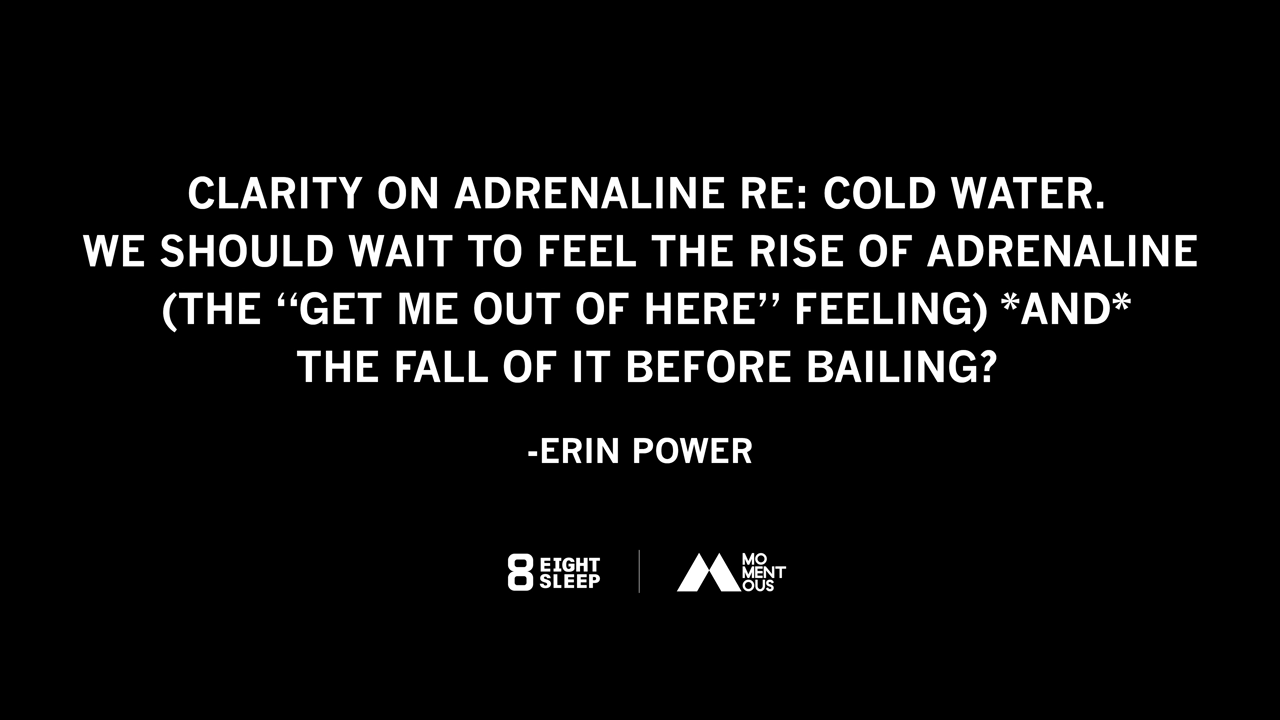 CLARITY ON ADRENALINE RE: COLD WATER.
WE SHOULD WAIT TO FEEL THE RISE OF ADRENALINE
(THE ‘‘GET ME OUT OF HERE’’ FEELING) *AND*
THE FALL OF IT BEFORE BAILING?
-ERIN POWER
8 EIGHT
SLEEP
MO
MENT
OUS